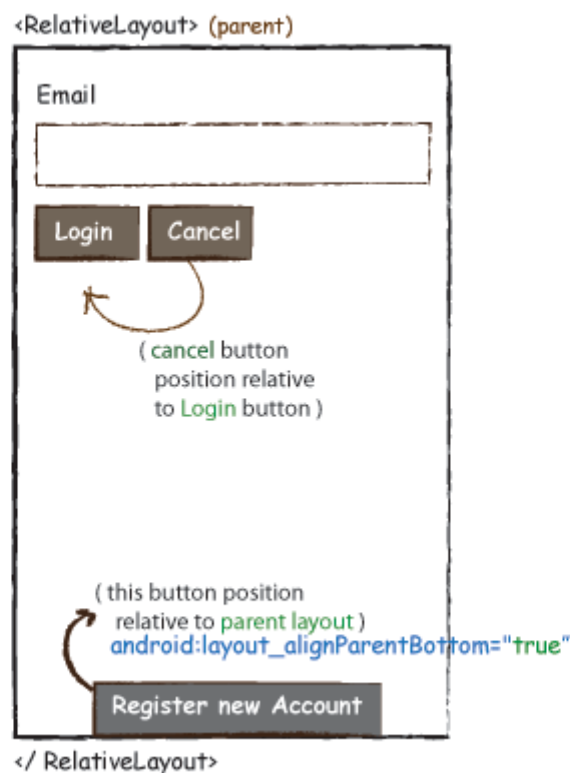 <RelativeLayout> (parent)
Email
Login Cancel
( cancel button
position relative
to Login button )
( this button position
relative to parent layout )
android:layout_alignParentBottom="true"
Register new Account
</ RelativeLayout>